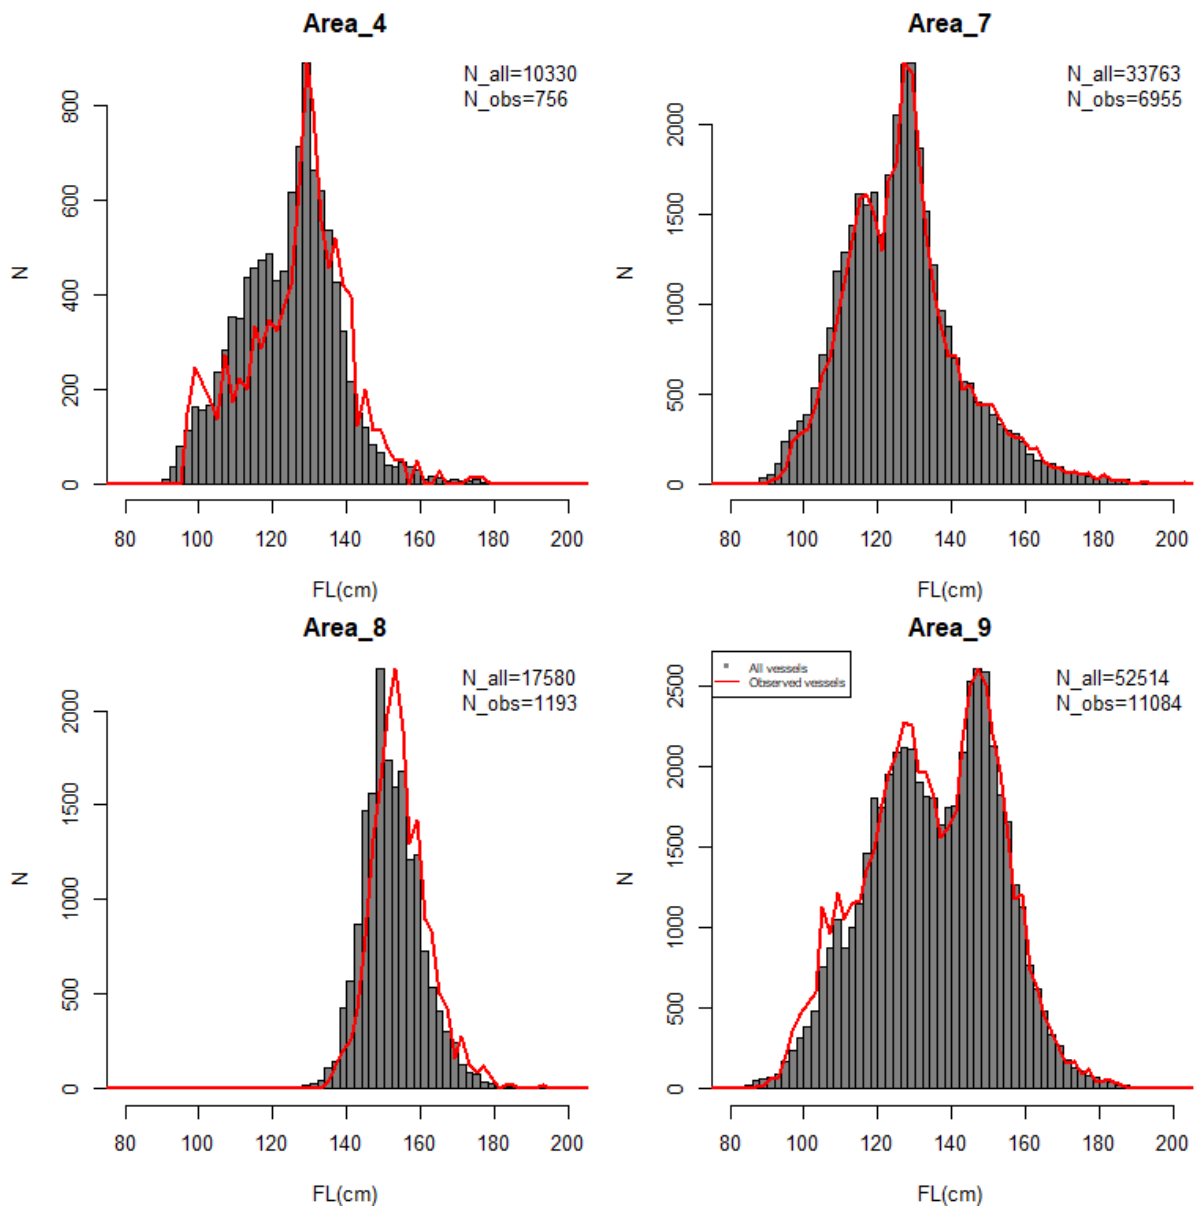 Area_4
N_all=10330
N_obs=756
N
0
200
400
600
800
80
100
120
140
160
180
200
FL(cm)
Area_7
N_all=33763
N_obs=6955
N
0
500
1000
1500
2000
80
100
120
140
160
180
200
FL(cm)
Area_8
N_all=17580
N_obs=1193
N
0
500
1000
1500
2000
80
100
120
140
160
180
200
FL(cm)
Area_9
All vessels
Observed vessels
N_all=52514
N_obs=11084
N
0
500
1000
1500
2000
2500
80
100
120
140
160
180
200
FL(cm)